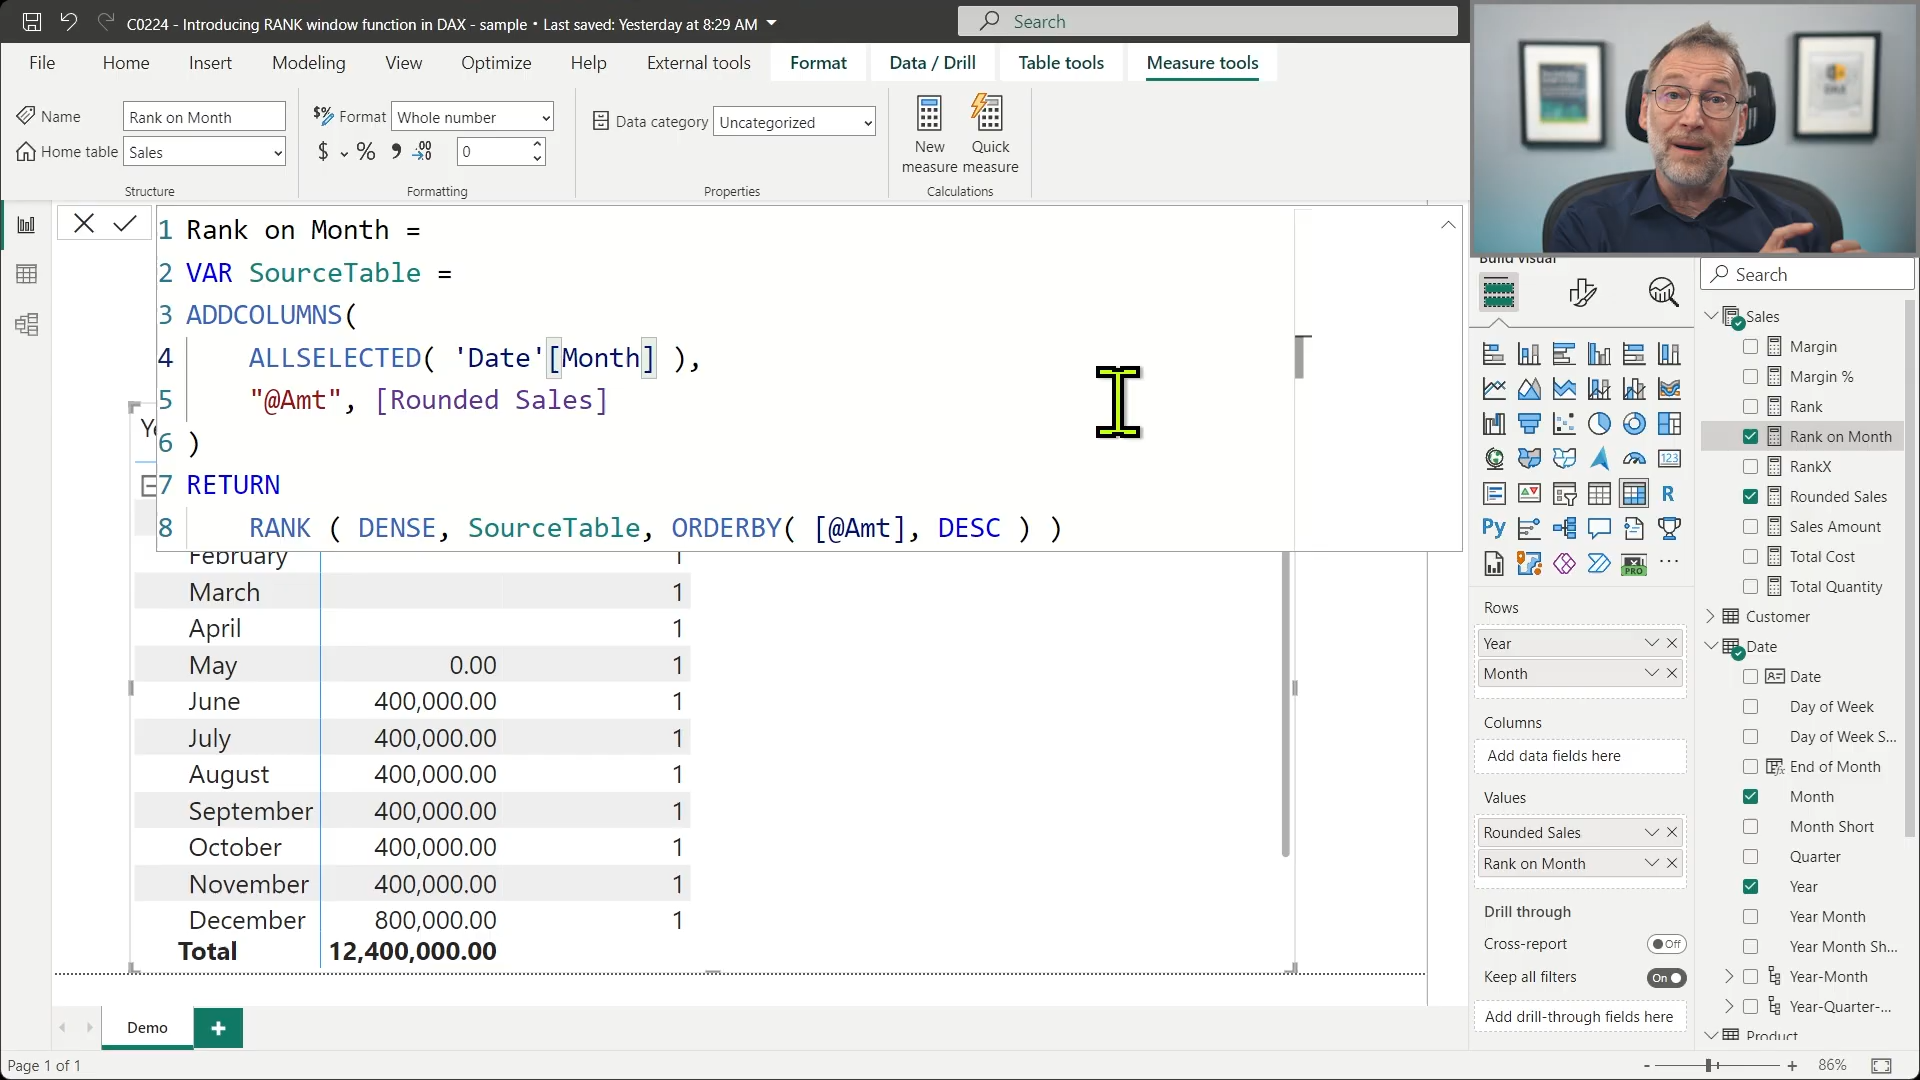 C0224 - Introducing RANK window function in DAX - sample • Last saved: Yesterday at 8:29 AM
Search
File Home Insert Modeling View Optimize Help External tools Format Data / Drill Table tools Measure tools
Name Rank on Month
Home table Sales
Structure
$% Format Whole number
$ % 0
Formatting
Data category Uncategorized
Properties
New measure
Quick measure
Calculations
1 Rank on Month =
2 VAR SourceTable =
3 ADDCOLUMNS(
4 ALLSELECTED( 'Date'[Month] ),
5 "@Amt", [Rounded Sales]
6 )
7 RETURN
8 RANK ( DENSE, SourceTable, ORDERBY( [@Amt], DESC ) )
February 1
March 1
April 1
May 0.00 1
June 400,000.00 1
July 400,000.00 1
August 400,000.00 1
September 400,000.00 1
October 400,000.00 1
November 400,000.00 1
December 800,000.00 1
Total 12,400,000.00
Build visual
123
R
Py
PRO
Rows
Year
Month
Columns
Add data fields here
Values
Rounded Sales
Rank on Month
Drill through
Cross-report Off
Keep all filters On
Add drill-through fields here
Search
Sales
Margin
Margin %
Rank
Rank on Month
RankX
Rounded Sales
Sales Amount
Total Cost
Total Quantity
Customer
Date
Date
Day of Week
Day of Week S...
End of Month
Month
Month Short
Quarter
Year
Year Month
Year Month Sh...
Year-Month
Year-Quarter-...
Product
Demo
Page 1 of 1
- + 86%